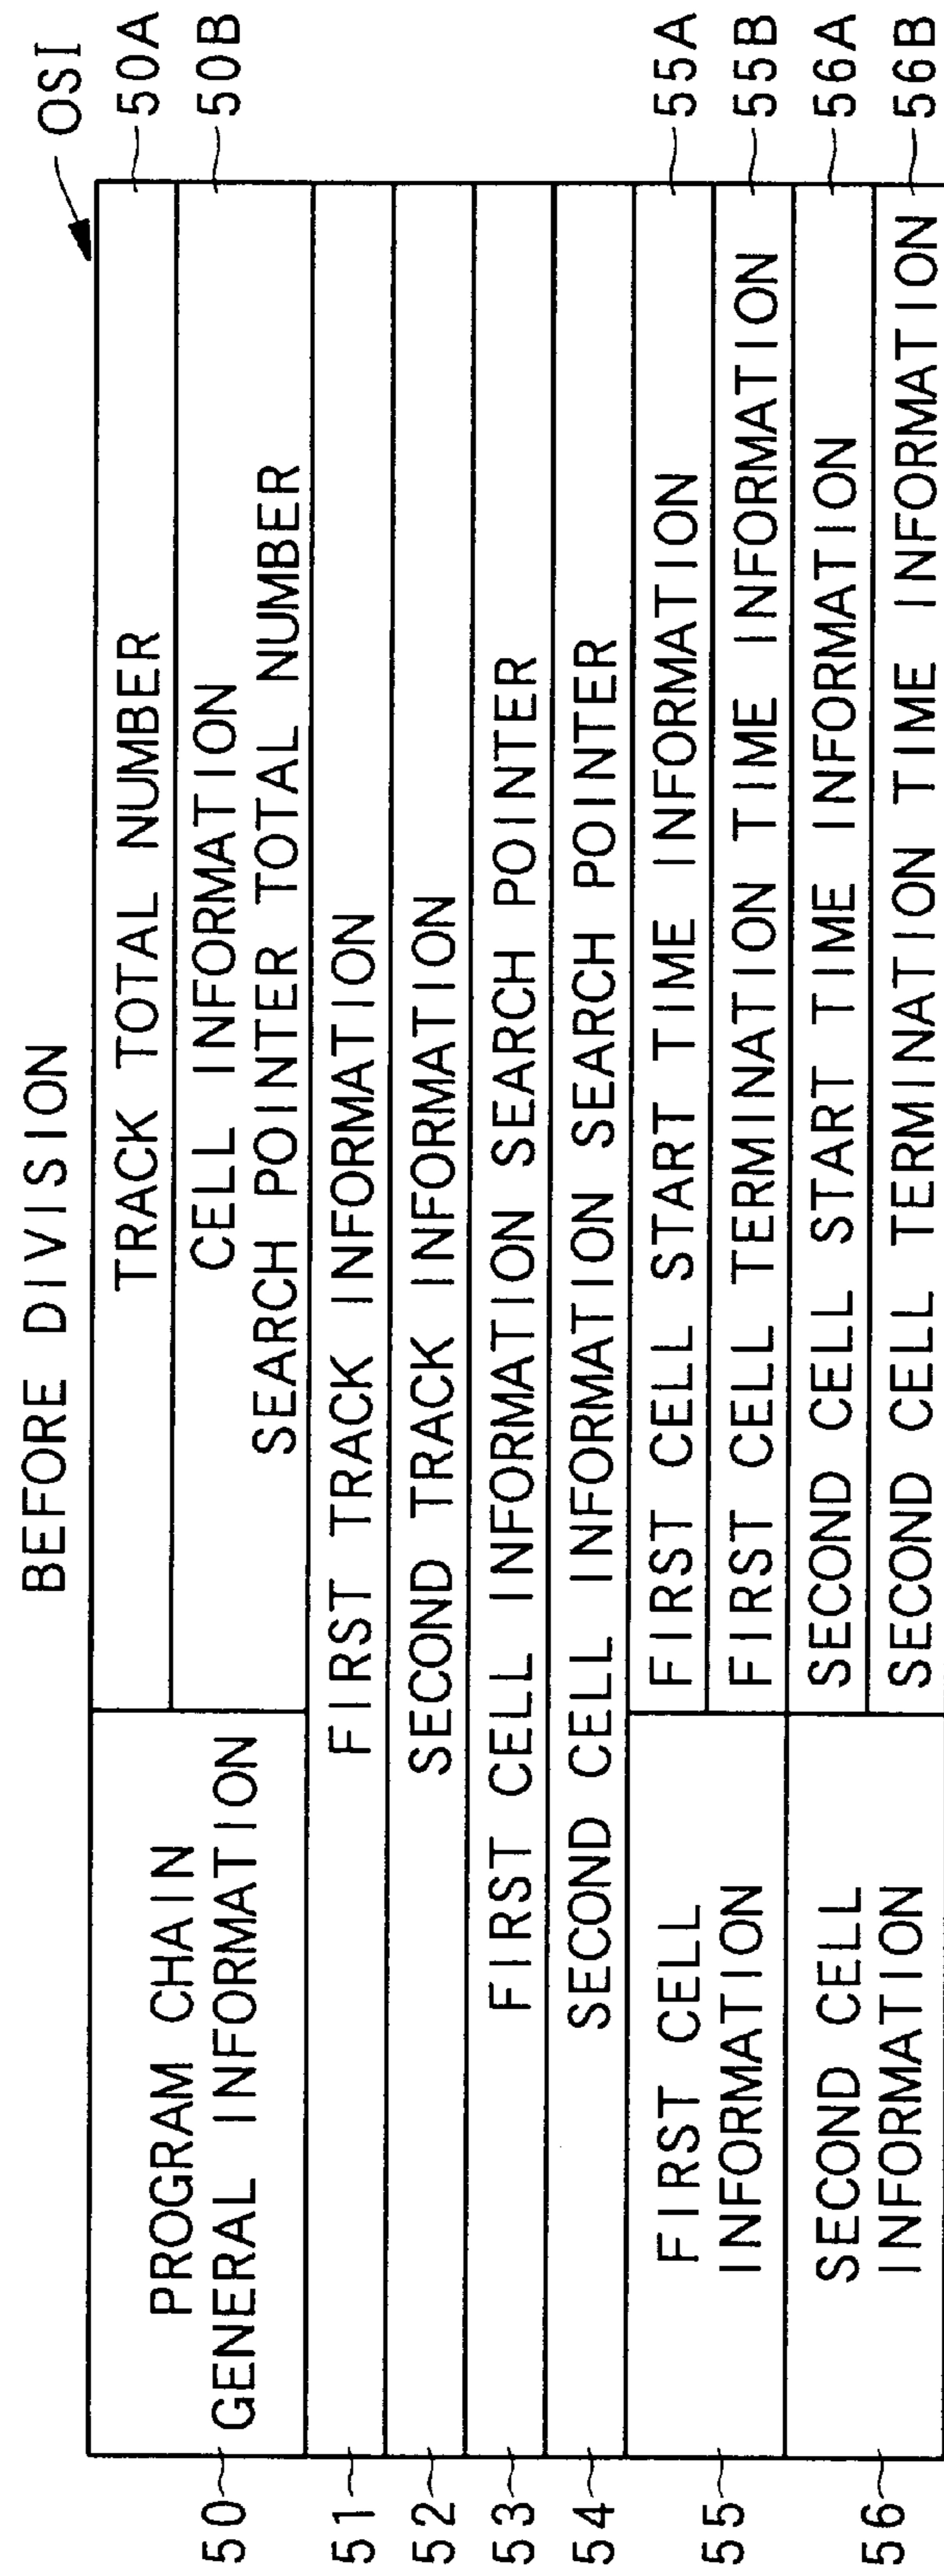 BEFORE DIVISION
OSI
50
PROGRAM CHAIN
GENERAL INFORMATION
TRACK TOTAL NUMBER
50A
CELL INFORMATION
SEARCH POINTER TOTAL NUMBER
50B
51
FIRST TRACK INFORMATION
52
SECOND TRACK INFORMATION
53
FIRST CELL INFORMATION SEARCH POINTER
54
SECOND CELL INFORMATION SEARCH POINTER
55
FIRST CELL
INFORMATION
FIRST CELL START TIME INFORMATION
55A
FIRST CELL TERMINATION TIME INFORMATION
55B
56
SECOND CELL
INFORMATION
SECOND CELL START TIME INFORMATION
56A
SECOND CELL TERMINATION TIME INFORMATION
56B